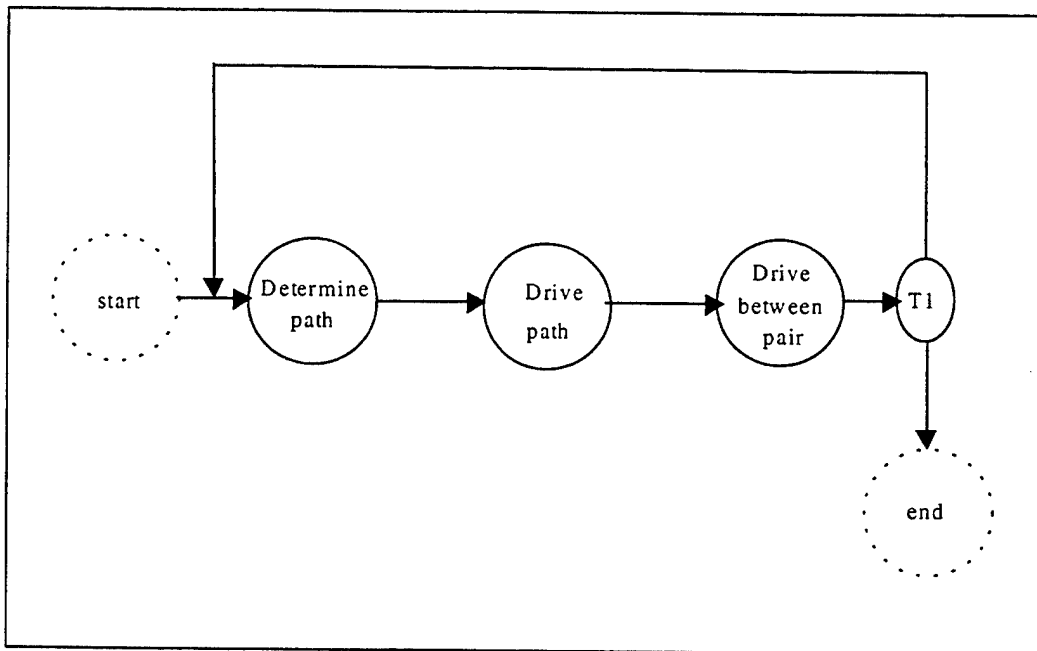 start
Determine
path
Drive
path
Drive
between
pair
T1
end